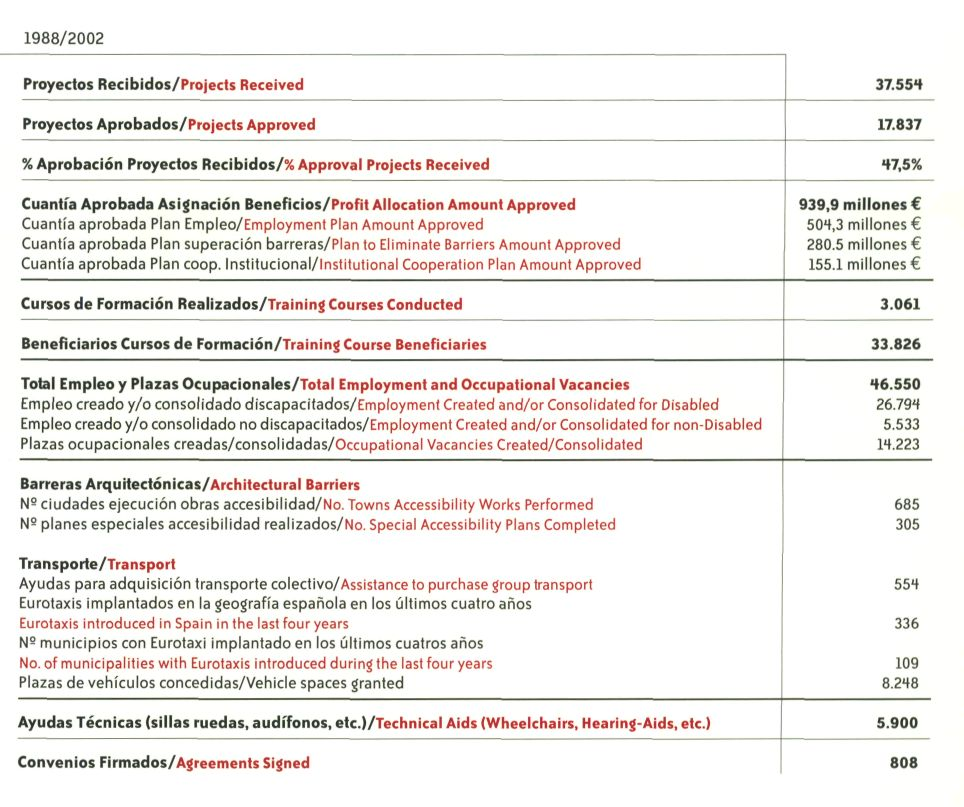 1988/2002
Proyectos Recibidos/Projects Received 37.554
Proyectos Aprobados/Projects Approved 17.837
% Aprobación Proyectos Recibidos/% Approval Projects Received 47,5%
Cuantía Aprobada Asignación Beneficios/Profit Allocation Amount Approved 939,9 millones €
Cuantía aprobada Plan Empleo/Employment Plan Amount Approved 504,3 millones €
Cuantía aprobada Plan superación barreras/Plan to Eliminate Barriers Amount Approved 280.5 millones €
Cuantía aprobada Plan coop. Institucional/Institutional Cooperation Plan Amount Approved 155.1 millones €
Cursos de Formación Realizados/Training Courses Conducted 3.061
Beneficiarios Cursos de Formación/Training Course Beneficiaries 33.826
Total Empleo y Plazas Ocupacionales/Total Employment and Occupational Vacancies 46.550
Empleo creado y/o consolidado discapacitados/Employment Created and/or Consolidated for Disabled 26.794
Empleo creado y/o consolidado no discapacitados/Employment Created and/or Consolidated for non-Disabled 5.533
Plazas ocupacionales creadas/consolidadas/Occupational Vacancies Created/Consolidated 14.223
Barreras Arquitectónicas/Architectural Barriers
Nº ciudades ejecución obras accesibilidad/No. Towns Accessibility Works Performed 685
Nº planes especiales accesibilidad realizados/No. Special Accessibility Plans Completed 305
Transporte/Transport
Ayudas para adquisición transporte colectivo/Assistance to purchase group transport 554
Eurotaxis implantados en la geografía española en los últimos cuatro años
Eurotaxis introduced in Spain in the last four years 336
Nº municipios con Eurotaxi implantado en los últimos cuatros años
No. of municipalities with Eurotaxis introduced during the last four years 109
Plazas de vehículos concedidas/Vehicle spaces granted 8.248
Ayudas Técnicas (sillas ruedas, audífonos, etc.)/Technical Aids (Wheelchairs, Hearing-Aids, etc.) 5.900
Convenios Firmados/Agreements Signed 808